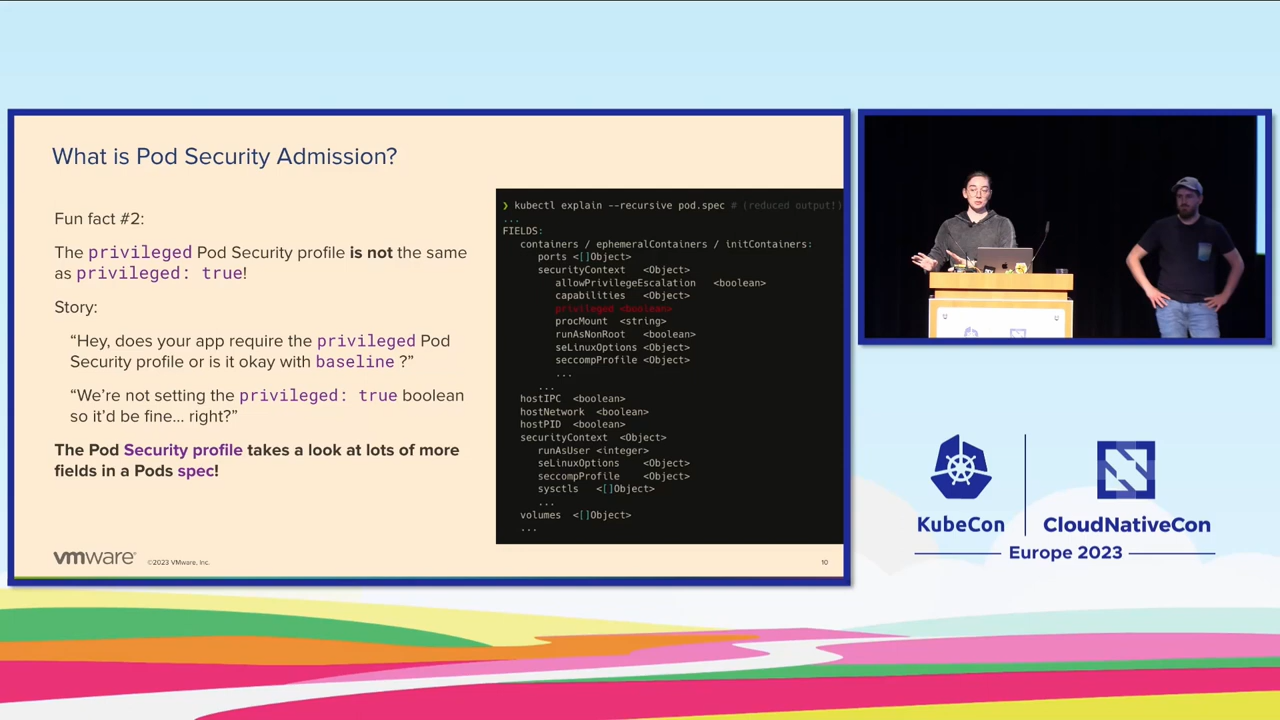 What is Pod Security Admission?
Fun fact #2:
The privileged Pod Security profile is not the same
as privileged: true!
Story:
“Hey, does your app require the privileged Pod
Security profile or is it okay with baseline ?”
“We’re not setting the privileged: true boolean
so it’d be fine… right?”
The Pod Security profile takes a look at lots of more
fields in a Pods spec!
❯ kubectl explain --recursive pod.spec # (reduced output!)
...
FIELDS:
containers / ephemeralContainers / initContainers:
ports <[]Object>
securityContext <Object>
allowPrivilegeEscalation <boolean>
capabilities <Object>
privileged <boolean>
procMount <string>
runAsNonRoot <boolean>
seLinuxOptions <Object>
seccompProfile <Object>
...
...
hostIPC <boolean>
hostNetwork <boolean>
hostPID <boolean>
securityContext <Object>
runAsUser <integer>
seLinuxOptions <Object>
seccompProfile <Object>
sysctls <[]Object>
...
volumes <[]Object>
...
vmware®
©2023 VMware, Inc.
10
KubeCon
CloudNativeCon
Europe 2023